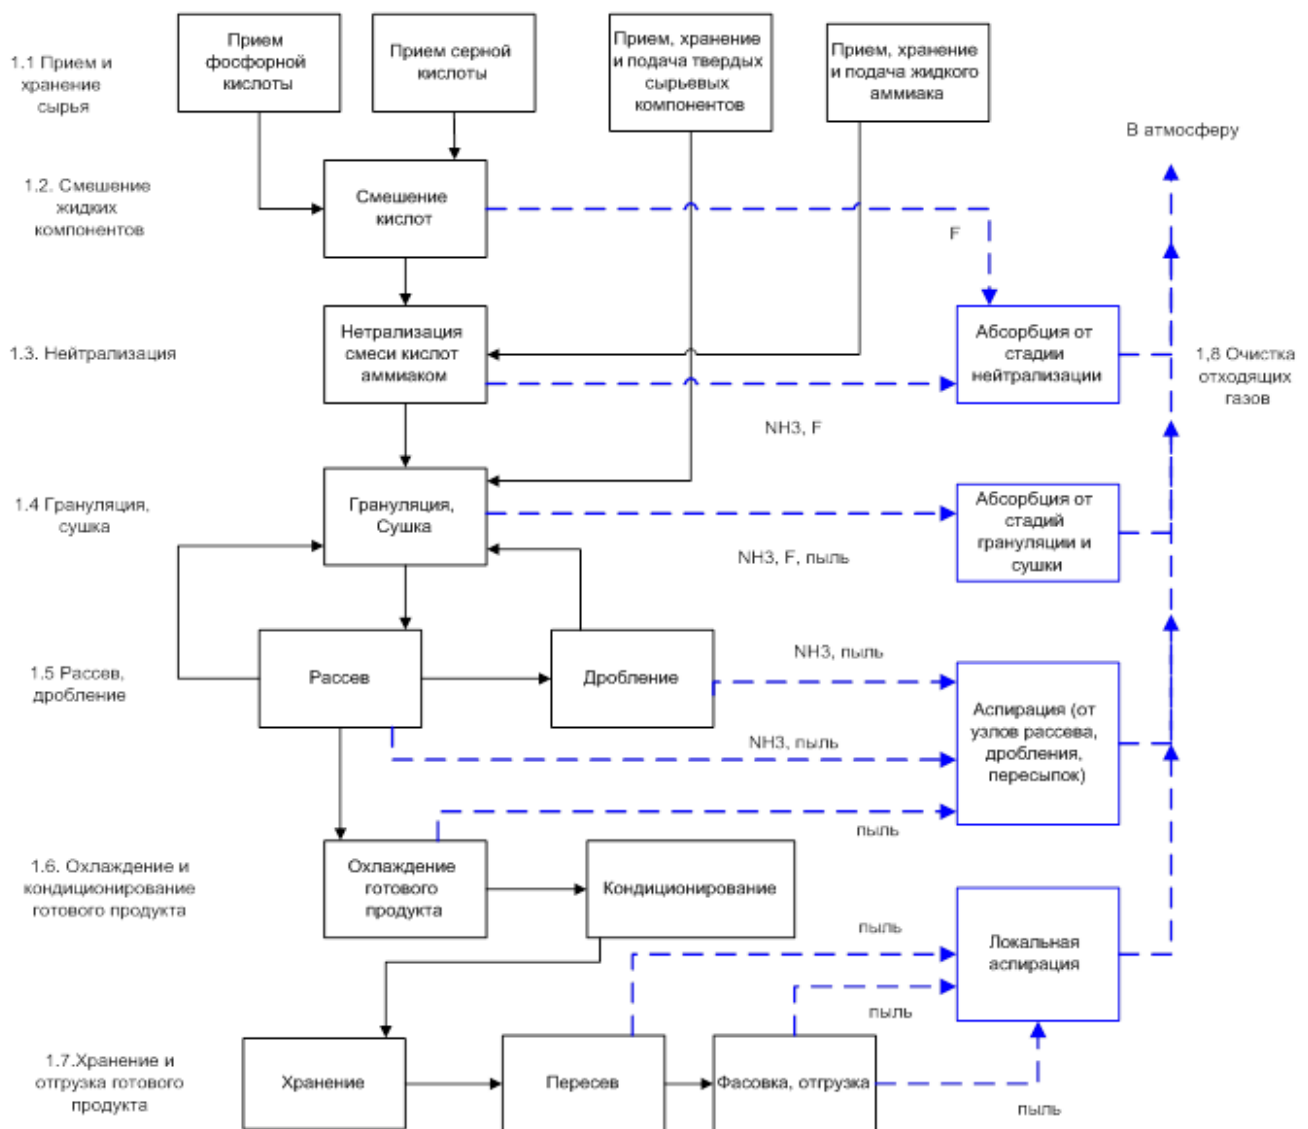 1.1 Прием и
хранение
сырья
Прием
фосфорной
кислоты
Прием серной
кислоты
Прием, хранение
и подача твердых
сырьевых
компонентов
Прием, хранение
и подача жидкого
аммиака
В атмосферу
1.2. Смешение
жидких
компонентов
Смешение
кислот
F
1.3. Нейтрализация
Нетрализация
смеси кислот
аммиаком
Абсорбция от
стадии
нейтрализации
1,8 Очистка
отходящих
газов
NH3, F
1.4 Грануляция,
сушка
Грануляция,
Сушка
Абсорбция от
стадий
грануляции и
сушки
NH3, F, пыль
1.5 Рассев,
дробление
Рассев
Дробление
NH3, пыль
NH3, пыль
Аспирация (от
узлов рассева,
дробления,
пересыпок)
пыль
1.6. Охлаждение и
кондиционирование
готового продукта
Охлаждение
готового
продукта
Кондиционирование
пыль
Локальная
аспирация
пыль
1.7.Хранение и
отгрузка готового
продукта
Хранение
Пересев
Фасовка, отгрузка
пыль